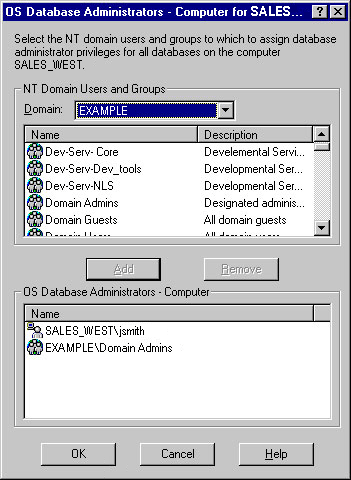 OS Database Administrators - Computer for SALES...
Select the NT domain users and groups to which to assign database
administrator privileges for all databases on the computer
SALES_WEST.
NT Domain Users and Groups
Domain: EXAMPLE
Name Description
Dev-Serv- Core Develemental Servi...
Dev-Serv-Dev_tools Developmental Ser...
Dev-Serv-NLS Developmental Ser...
Domain Admins Designated adminis...
Domain Guests All domain guests
Domain Users All domain users
Add Remove
OS Database Administrators - Computer
Name
SALES_WEST\jsmith
EXAMPLE\Domain Admins
OK Cancel Help